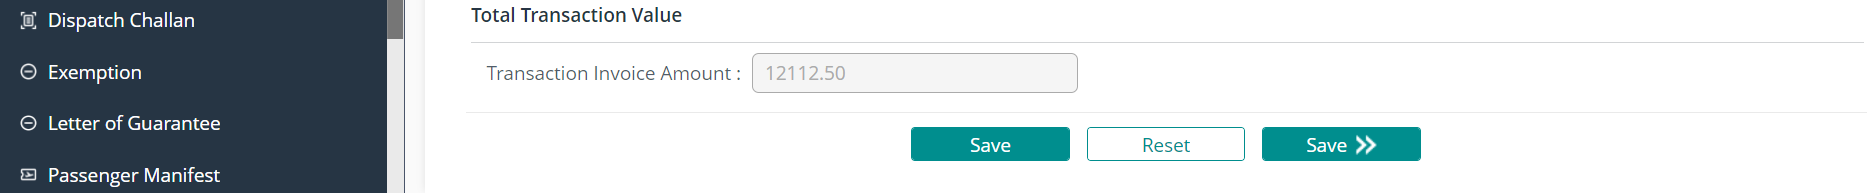 Dispatch Challan
Exemption
Letter of Guarantee
Passenger Manifest
Total Transaction Value
Transaction Invoice Amount : 12112.50
Save Reset Save